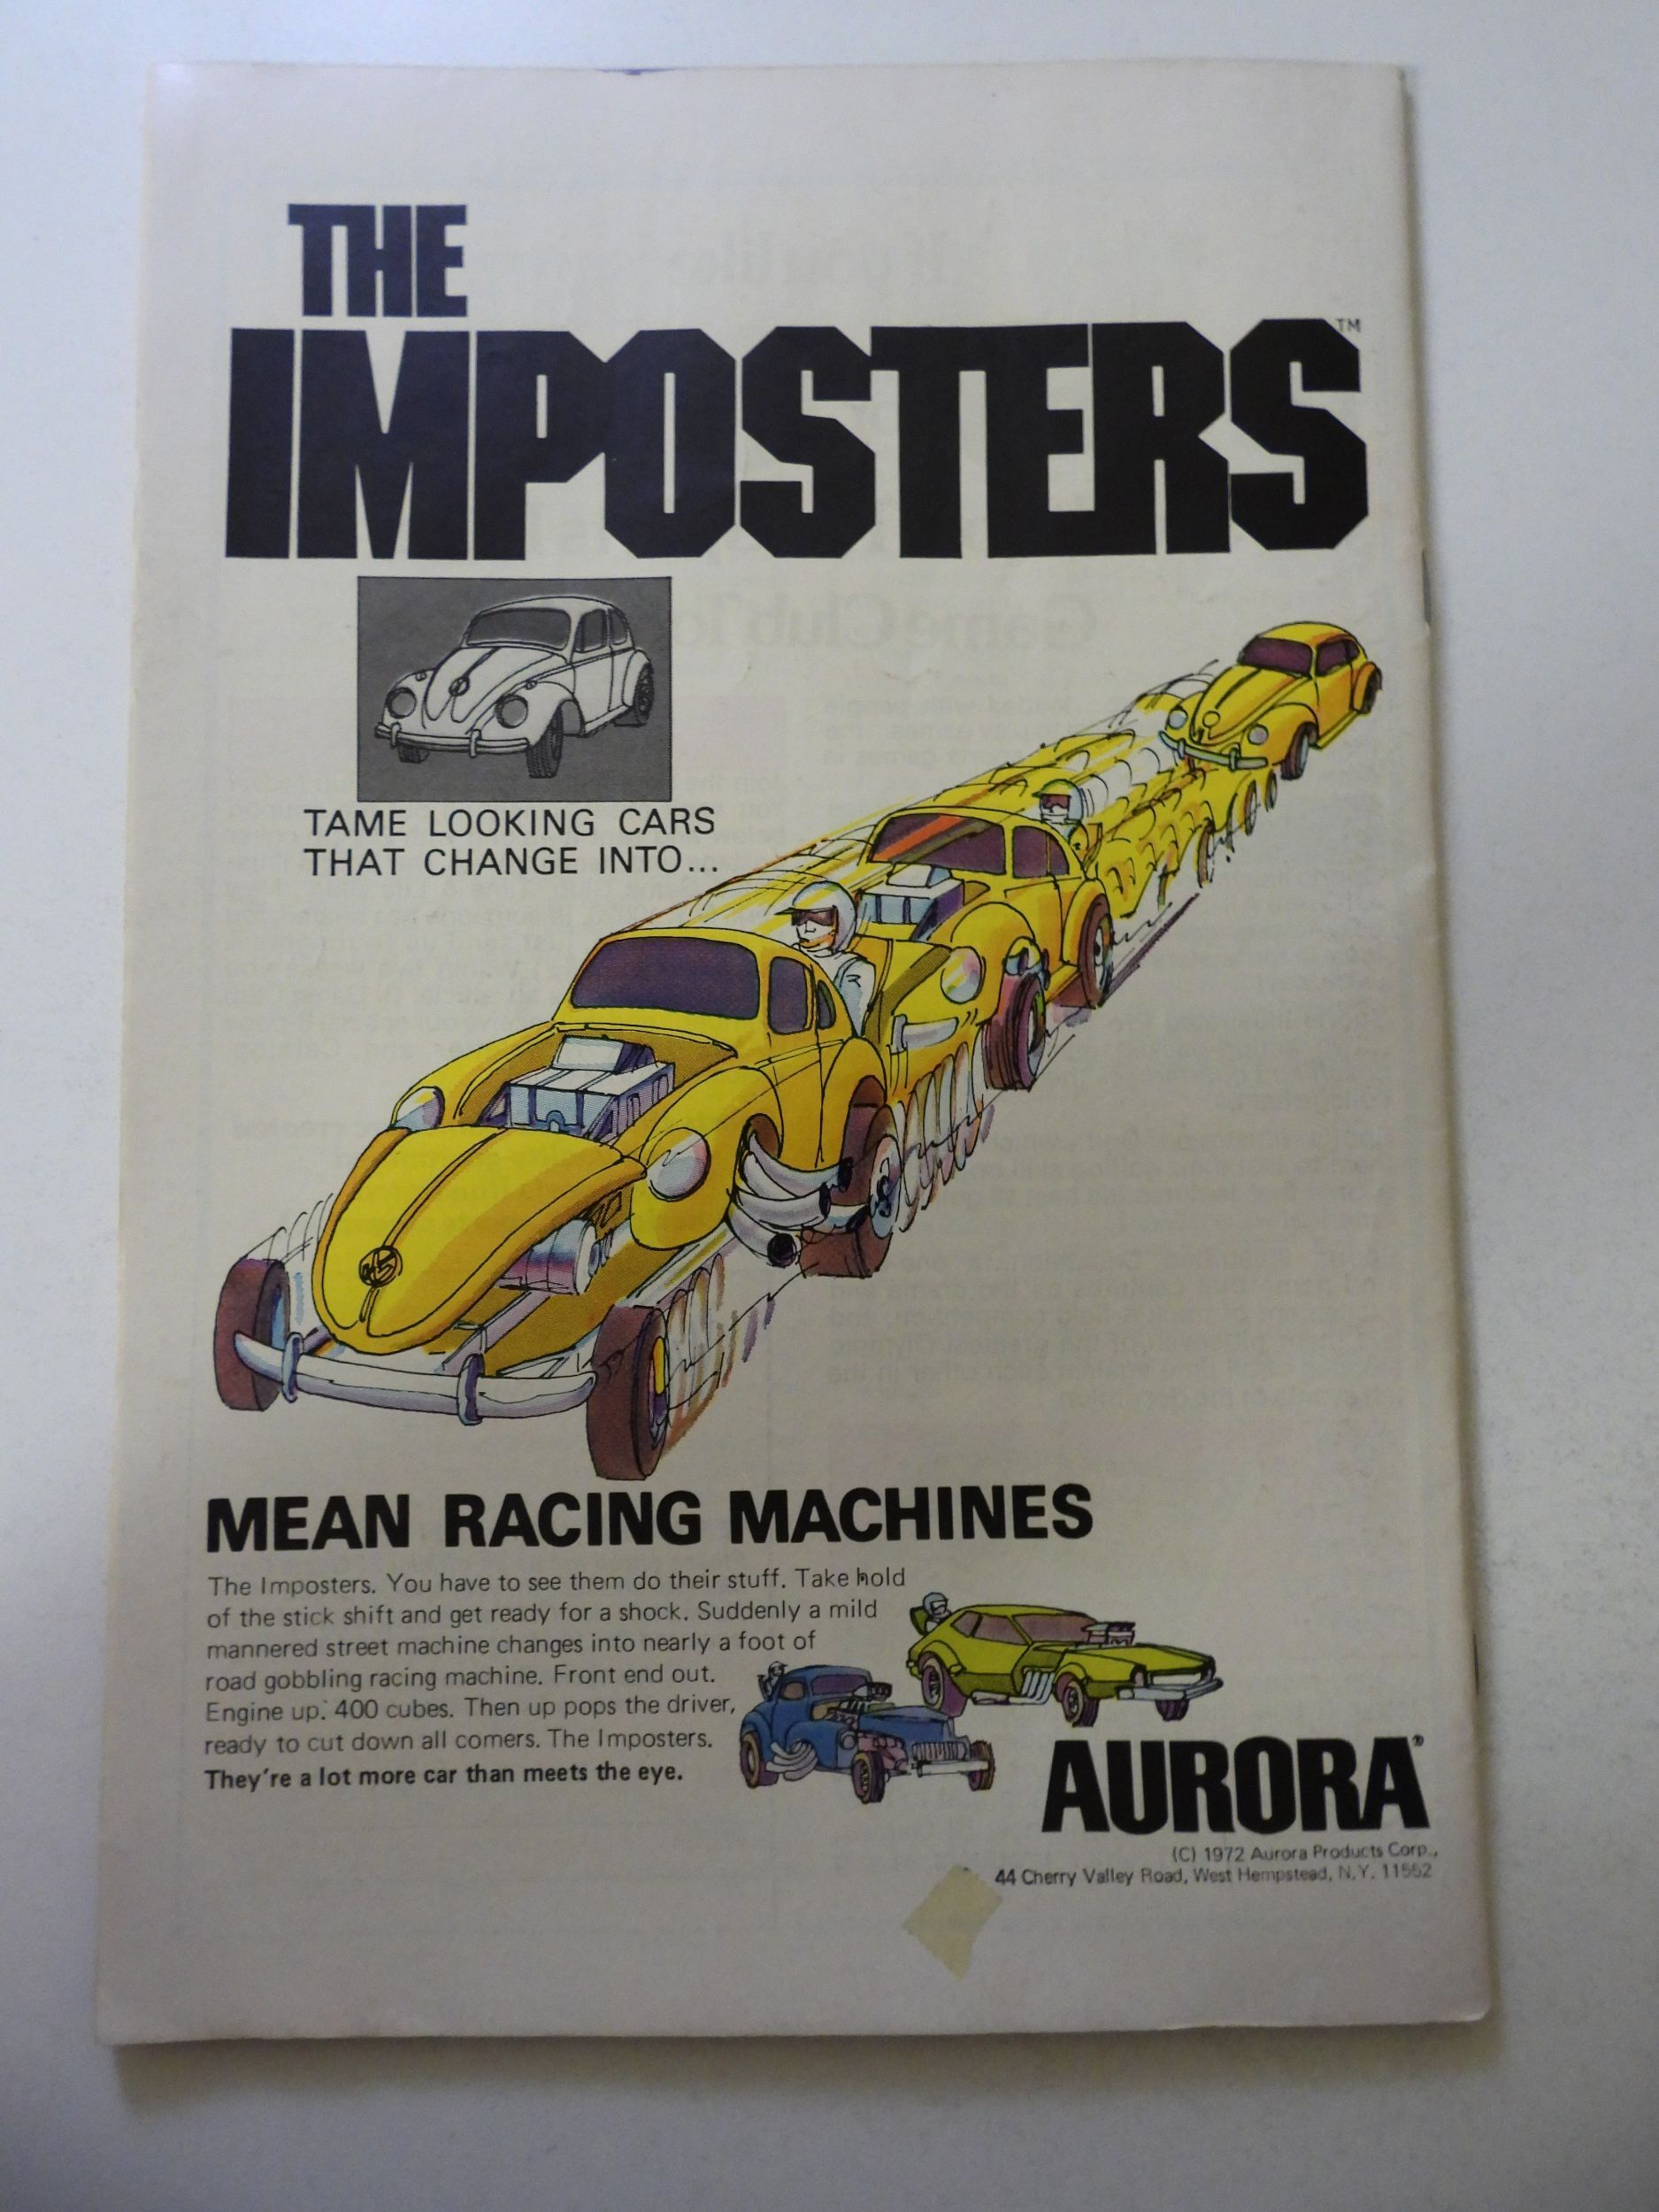 THE
IMPOSTERS™
TAME LOOKING CARS
THAT CHANGE INTO...
MEAN RACING MACHINES
The Imposters. You have to see them do their stuff. Take hold
of the stick shift and get ready for a shock. Suddenly a mild
mannered street machine changes into nearly a foot of
road gobbling racing machine. Front end out.
Engine up. 400 cubes. Then up pops the driver,
ready to cut down all comers. The Imposters.
They're a lot more car than meets the eye.
AURORA®
(C) 1972 Aurora Products Corp.,
44 Cherry Valley Road, West Hempstead, N.Y. 11552